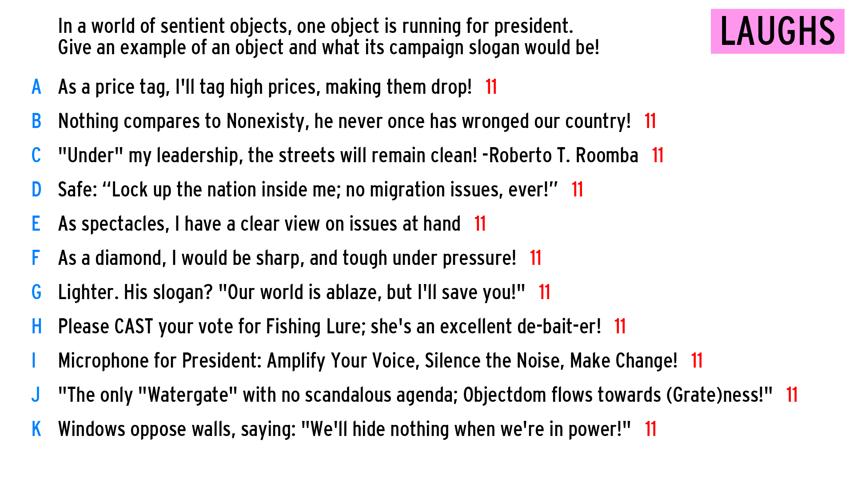 In a world of sentient objects, one object is running for president.
Give an example of an object and what its campaign slogan would be!
LAUGHS
A As a price tag, I'll tag high prices, making them drop! 11
B Nothing compares to Nonexisty, he never once has wronged our country! 11
C "Under" my leadership, the streets will remain clean! -Roberto T. Roomba 11
D Safe: “Lock up the nation inside me; no migration issues, ever!” 11
E As spectacles, I have a clear view on issues at hand 11
F As a diamond, I would be sharp, and tough under pressure! 11
G Lighter. His slogan? "Our world is ablaze, but I'll save you!" 11
H Please CAST your vote for Fishing Lure; she's an excellent de-bait-er! 11
I Microphone for President: Amplify Your Voice, Silence the Noise, Make Change! 11
J "The only "Watergate" with no scandalous agenda; Objectdom flows towards (Grate)ness!" 11
K Windows oppose walls, saying: "We'll hide nothing when we're in power!" 11